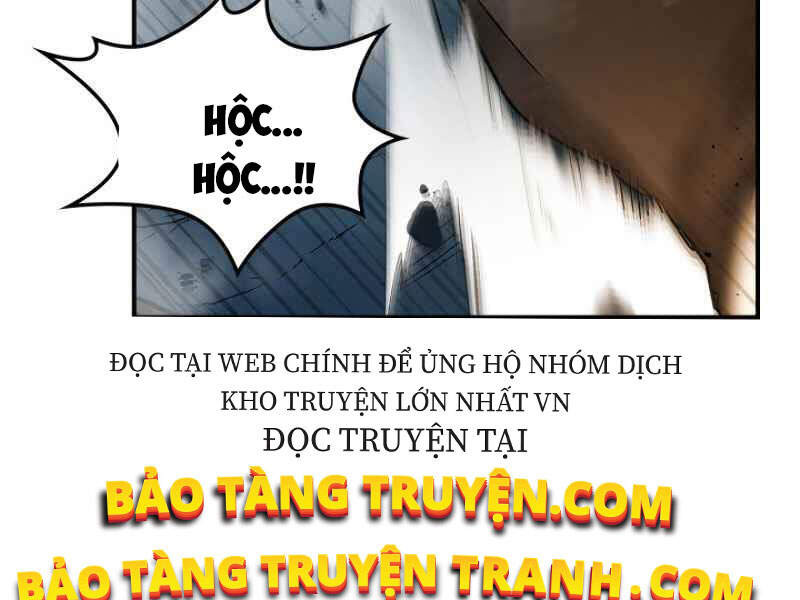 HỘC...
HỘC...!!
ĐỌC TẠI WEB CHÍNH ĐỂ ỦNG HỘ NHÓM DỊCH
KHO TRUYỆN LỚN NHẤT VN
ĐỌC TRUYỆN TẠI
BẢO TÀNG TRUYỆN.COM
BẢO TÀNG TRUYỆN TRANH.COM